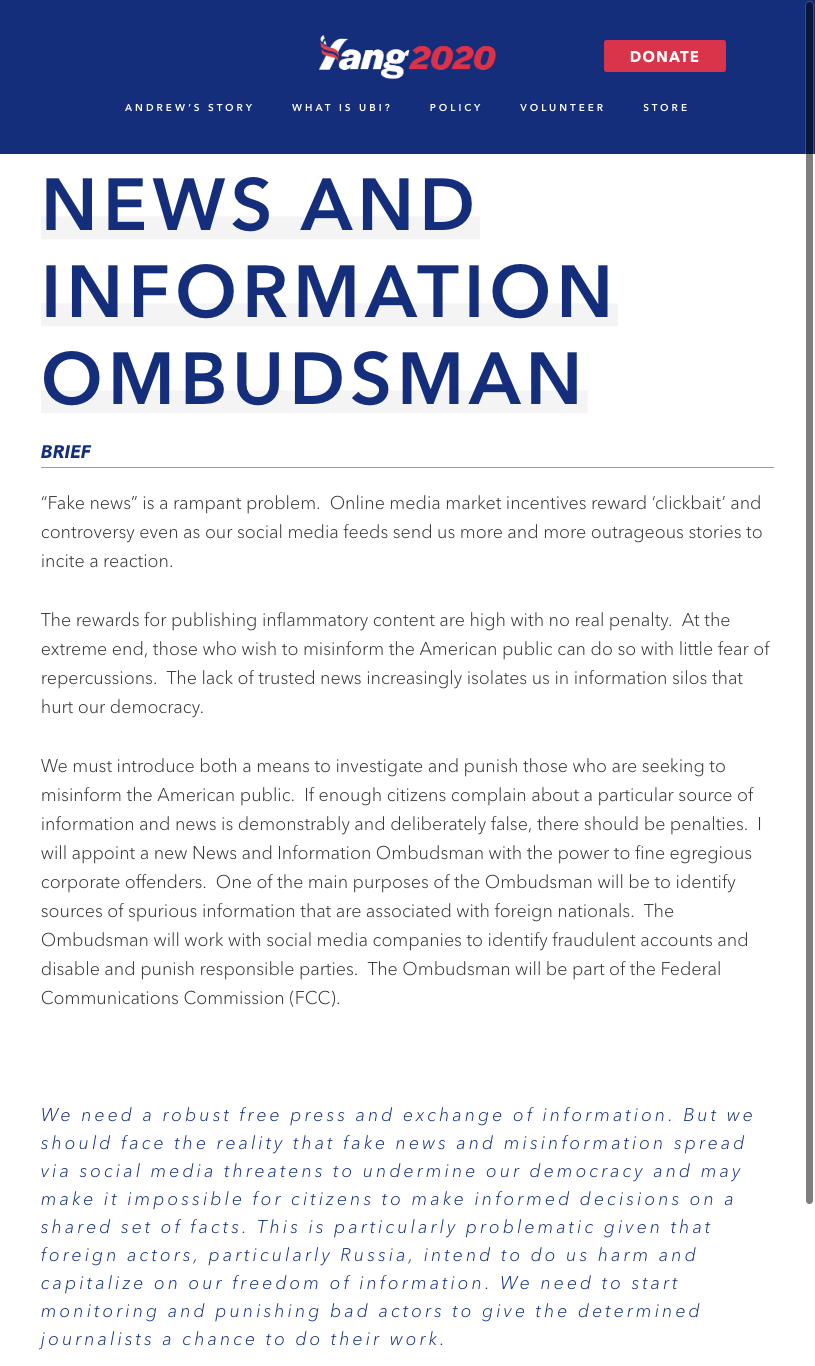 Yang2020
DONATE
ANDREW'S STORY WHAT IS UBI? POLICY VOLUNTEER STORE
NEWS AND
INFORMATION
OMBUDSMAN
BRIEF
“Fake news” is a rampant problem.  Online media market incentives reward ‘clickbait’ and
controversy even as our social media feeds send us more and more outrageous stories to
incite a reaction.
The rewards for publishing inflammatory content are high with no real penalty.  At the
extreme end, those who wish to misinform the American public can do so with little fear of
repercussions.  The lack of trusted news increasingly isolates us in information silos that
hurt our democracy.
We must introduce both a means to investigate and punish those who are seeking to
misinform the American public.  If enough citizens complain about a particular source of
information and news is demonstrably and deliberately false, there should be penalties.  I
will appoint a new News and Information Ombudsman with the power to fine egregious
corporate offenders.  One of the main purposes of the Ombudsman will be to identify
sources of spurious information that are associated with foreign nationals.  The
Ombudsman will work with social media companies to identify fraudulent accounts and
disable and punish responsible parties.  The Ombudsman will be part of the Federal
Communications Commission (FCC).
We need a robust free press and exchange of information. But we
should face the reality that fake news and misinformation spread
via social media threatens to undermine our democracy and may
make it impossible for citizens to make informed decisions on a
shared set of facts. This is particularly problematic given that
foreign actors, particularly Russia, intend to do us harm and
capitalize on our freedom of information. We need to start
monitoring and punishing bad actors to give the determined
journalists a chance to do their work.